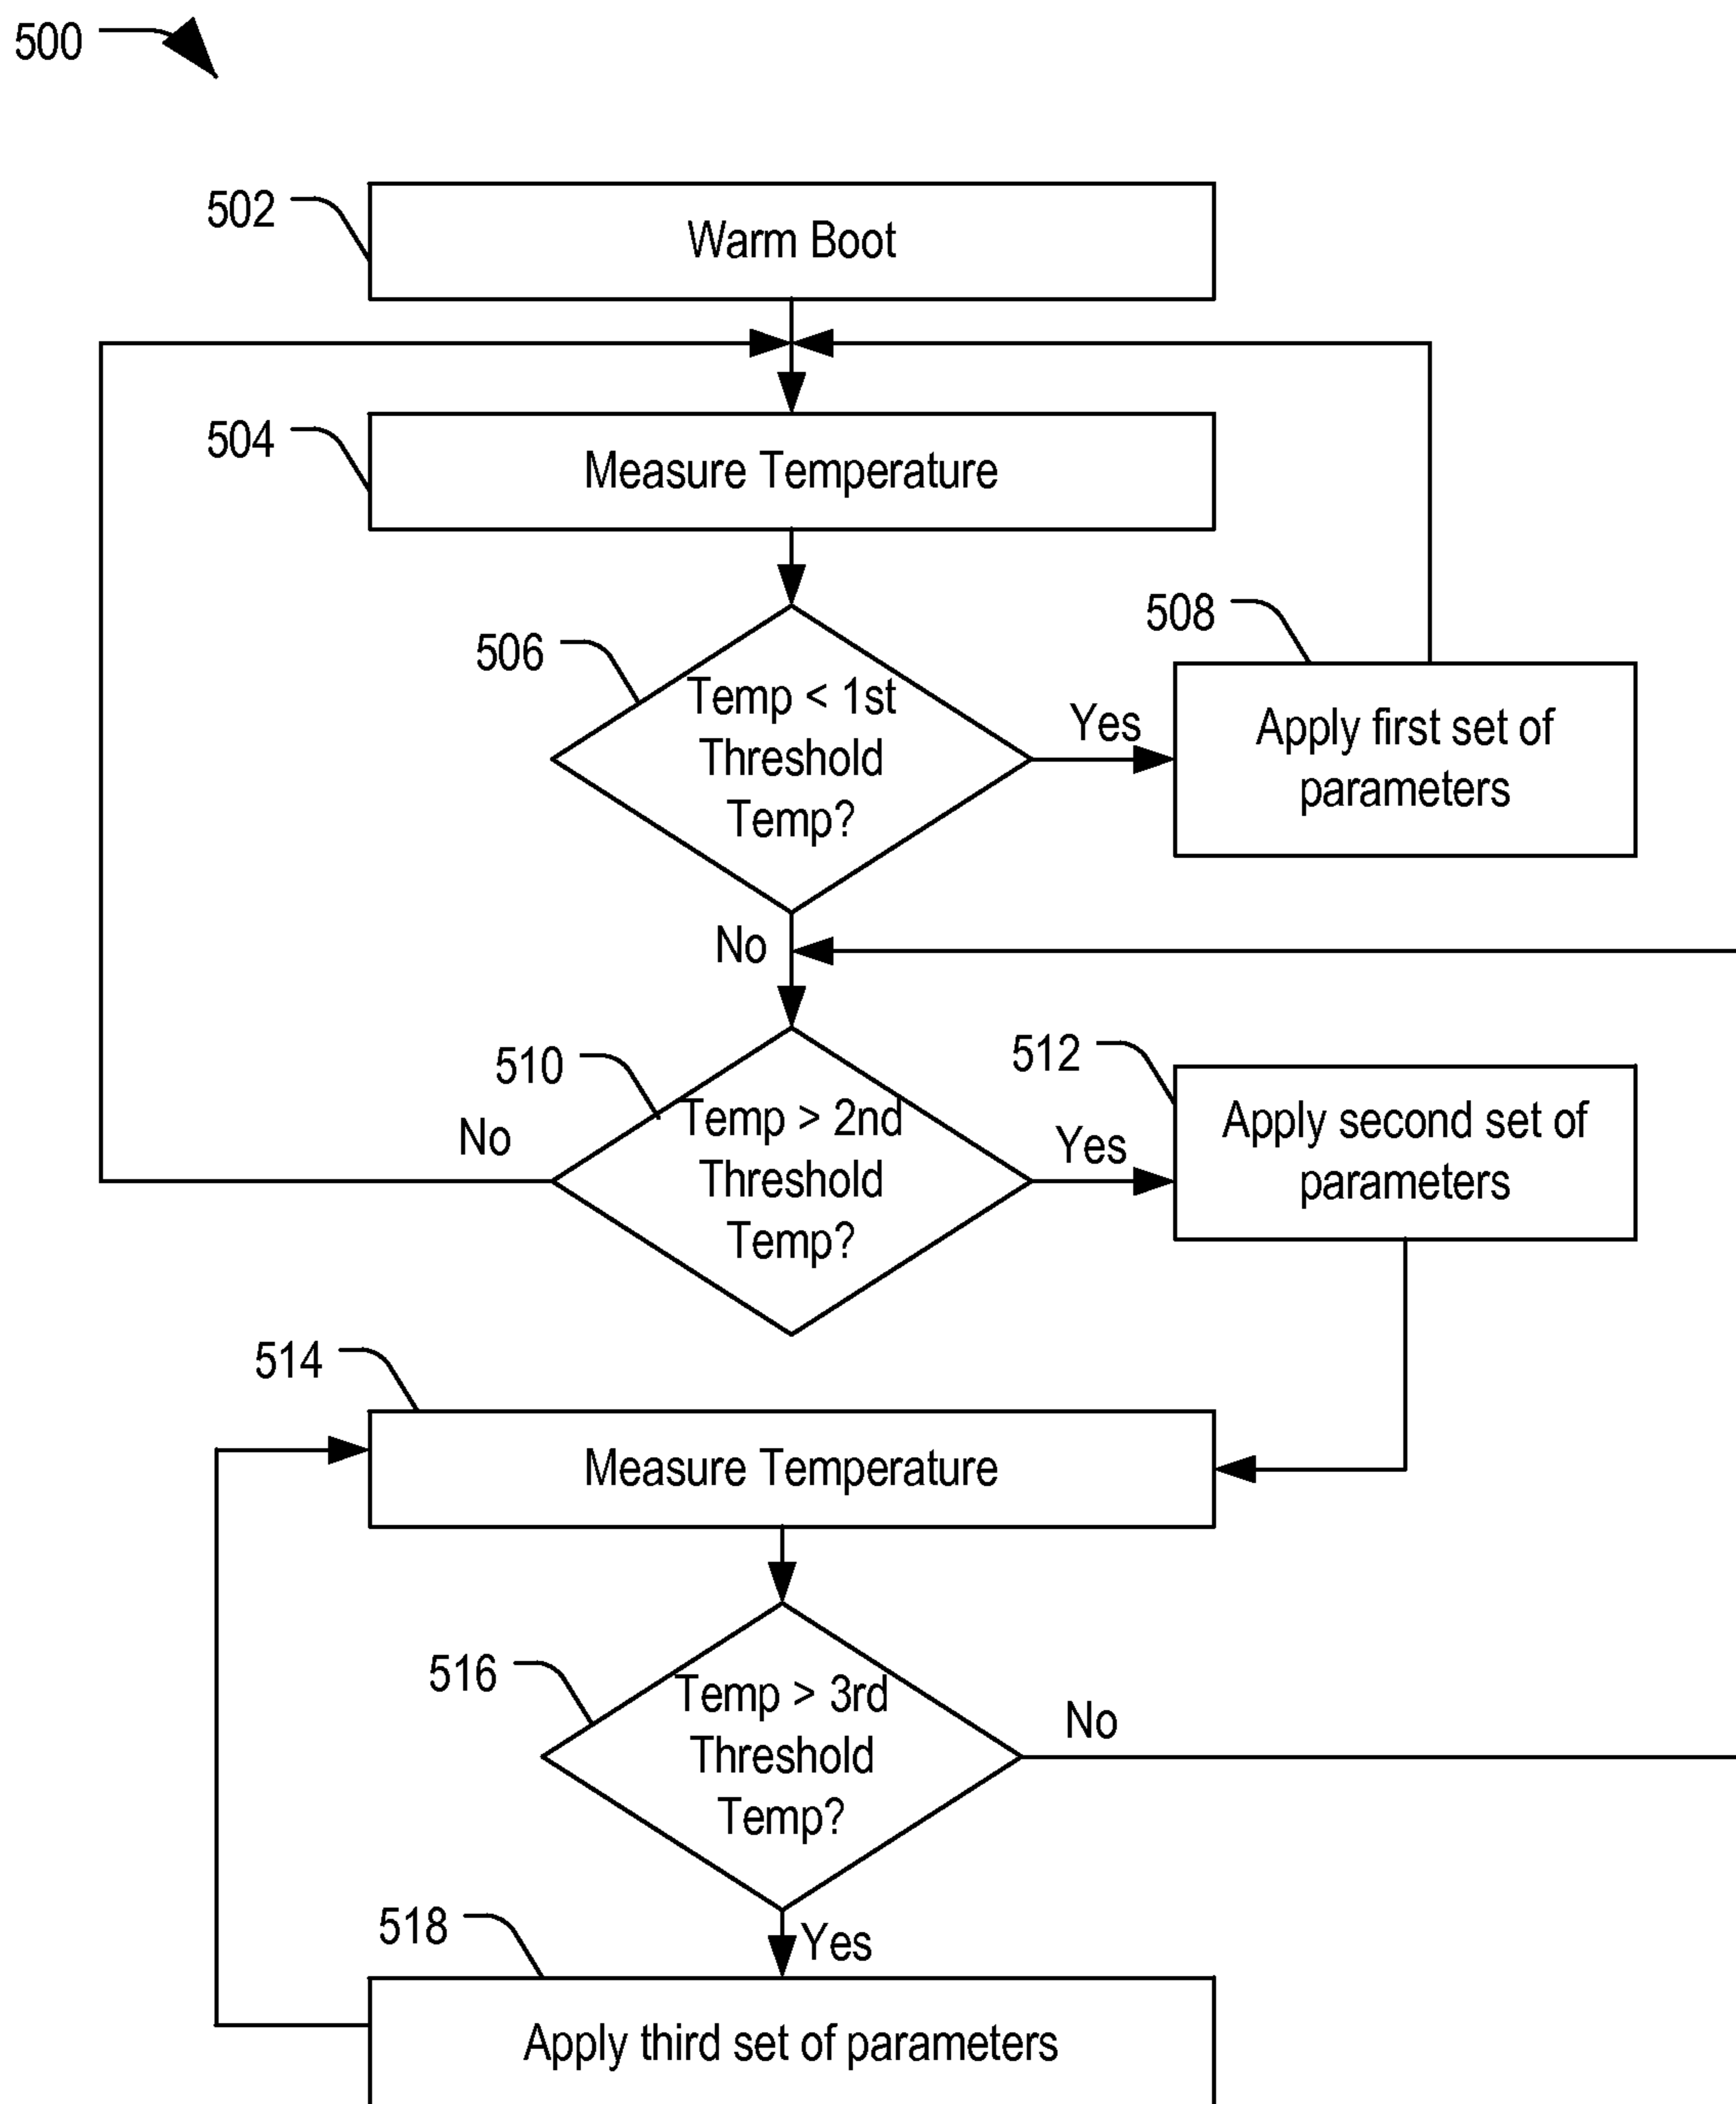 500
502
Warm Boot
504
Measure Temperature
506
Temp < 1st
Threshold
Temp?
Yes
508
Apply first set of
parameters
No
510
Temp > 2nd
Threshold
Temp?
No
Yes
512
Apply second set of
parameters
514
Measure Temperature
516
Temp > 3rd
Threshold
Temp?
No
Yes
518
Apply third set of parameters